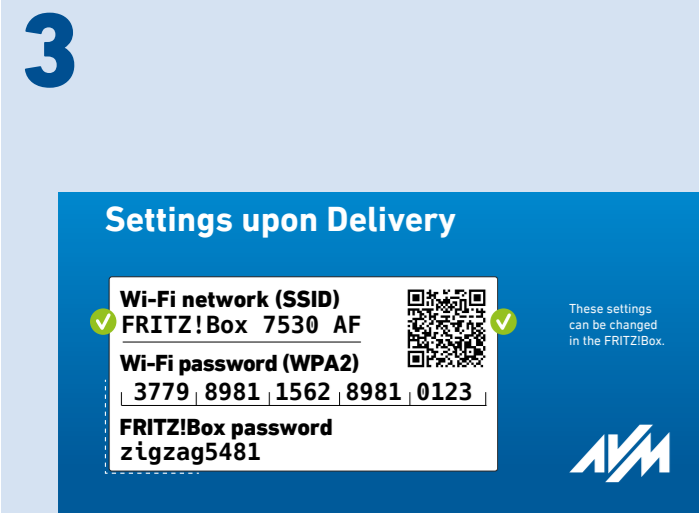 3
Settings upon Delivery
Wi-Fi network (SSID)
FRITZ!Box 7530 AF
Wi-Fi password (WPA2)
3779 8981 1562 8981 0123
FRITZ!Box password
zigzag5481
These settings
can be changed
in the FRITZ!Box.
AVM